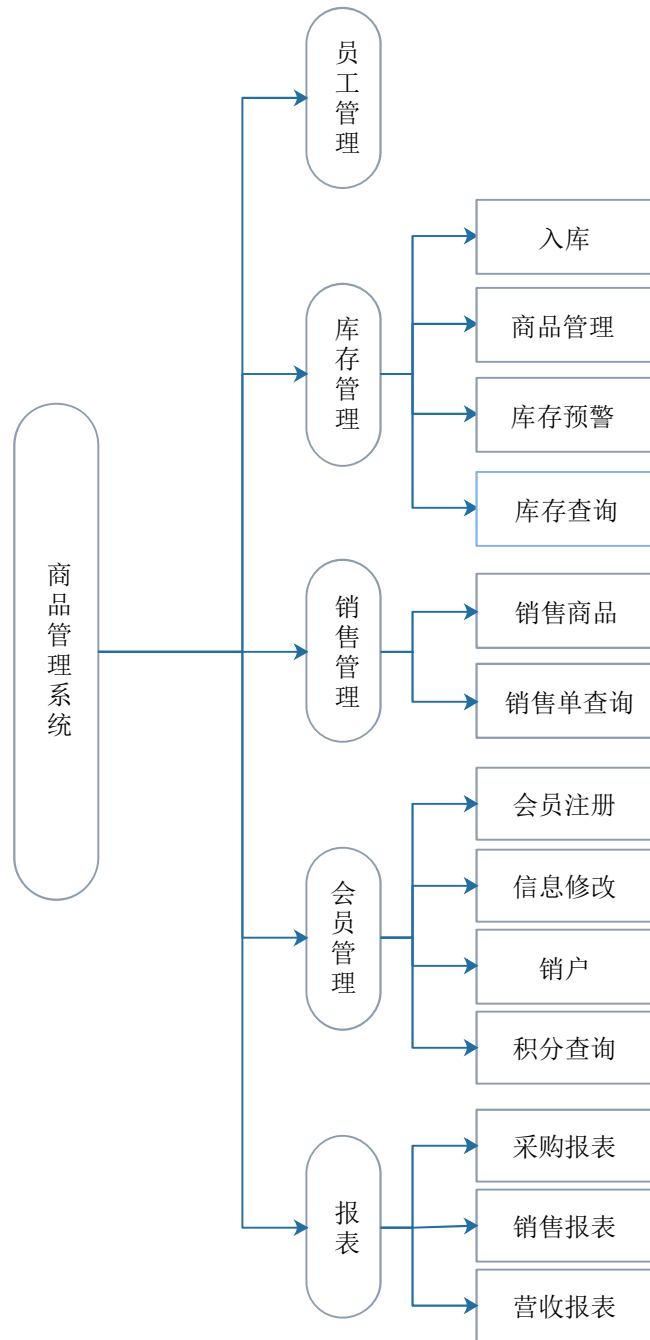 商品管理系统
员工管理
库存管理
入库
商品管理
库存预警
库存查询
销售管理
销售商品
销售单查询
会员管理
会员注册
信息修改
销户
积分查询
报表
采购报表
销售报表
营收报表